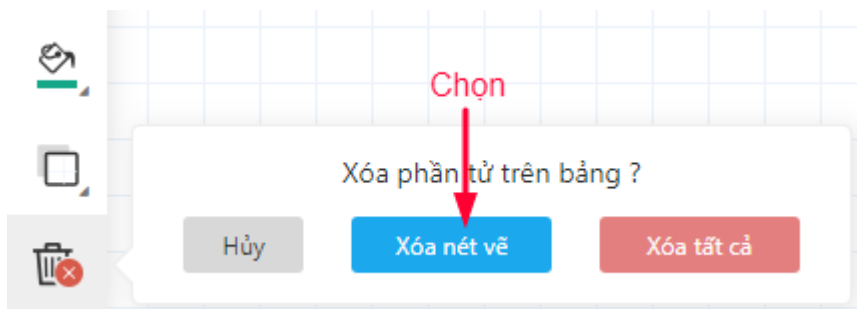 Chọn
Xóa phần tử trên bảng ?
Hủy
Xóa nét vẽ
Xóa tất cả